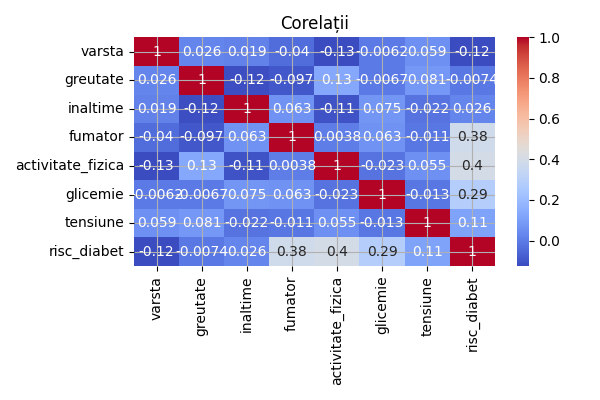 Corelații
varsta 1 0.026 0.019 -0.04 -0.13 -0.0062 0.059 -0.12
greutate 0.026 1 -0.12 -0.097 0.13 -0.0067 0.081 -0.0074
inaltime 0.019 -0.12 1 0.063 -0.11 0.075 -0.022 0.026
fumator -0.04 -0.097 0.063 1 0.0038 0.063 -0.011 0.38
activitate_fizica -0.13 0.13 -0.11 0.0038 1 -0.023 0.055 0.4
glicemie -0.0062 -0.0067 0.075 0.063 -0.023 1 -0.013 0.29
tensiune 0.059 0.081 -0.022 -0.011 0.055 -0.013 1 0.11
risc_diabet -0.12 -0.0074 0.026 0.38 0.4 0.29 0.11 1
varsta
greutate
inaltime
fumator
activitate_fizica
glicemie
tensiune
risc_diabet
1.0
0.8
0.6
0.4
0.2
0.0